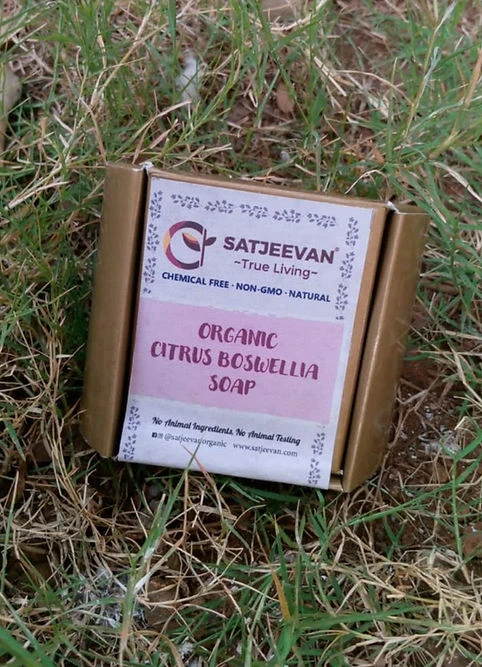 SATJEEVAN®
~True Living~
CHEMICAL FREE · NON-GMO · NATURAL
ORGANIC
CITRUS BOSWELLIA
SOAP
No Animal Ingredients, No Animal Testing
@satjeevanorganic www.satjeevan.com